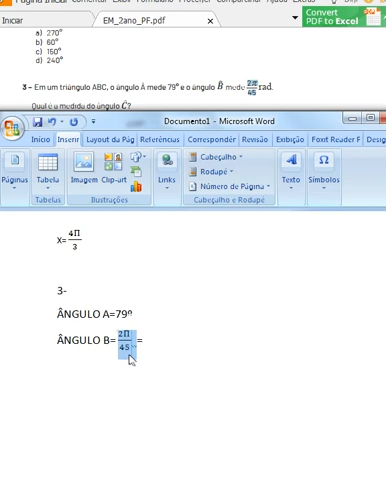 Página Inicial Comentar Exibir Formulário Proteger Compartilhar Ajuda
Iniciar EM_2ano_PF.pdf x Convert PDF to Excel
a) 270°
b) 60°
c) 150°
d) 240°
3 – Em um triângulo ABC, o ângulo Â mede 79° e o ângulo B̂ mede 2π/45 rad.
Qual é a medida do ângulo Ĉ?
Documento1 - Microsoft Word
Início Inserir Layout da Pág Referências Correspondêr Revisão Exibição Foxit Reader F Desig
Páginas Tabela Imagem Clip-art Links Cabeçalho Rodapé Número de Página Texto Símbolos
Tabelas Ilustrações Cabeçalho e Rodapé
X= 4Π/3
3-
ÂNGULO A=79º
ÂNGULO B= 2Π/45 =